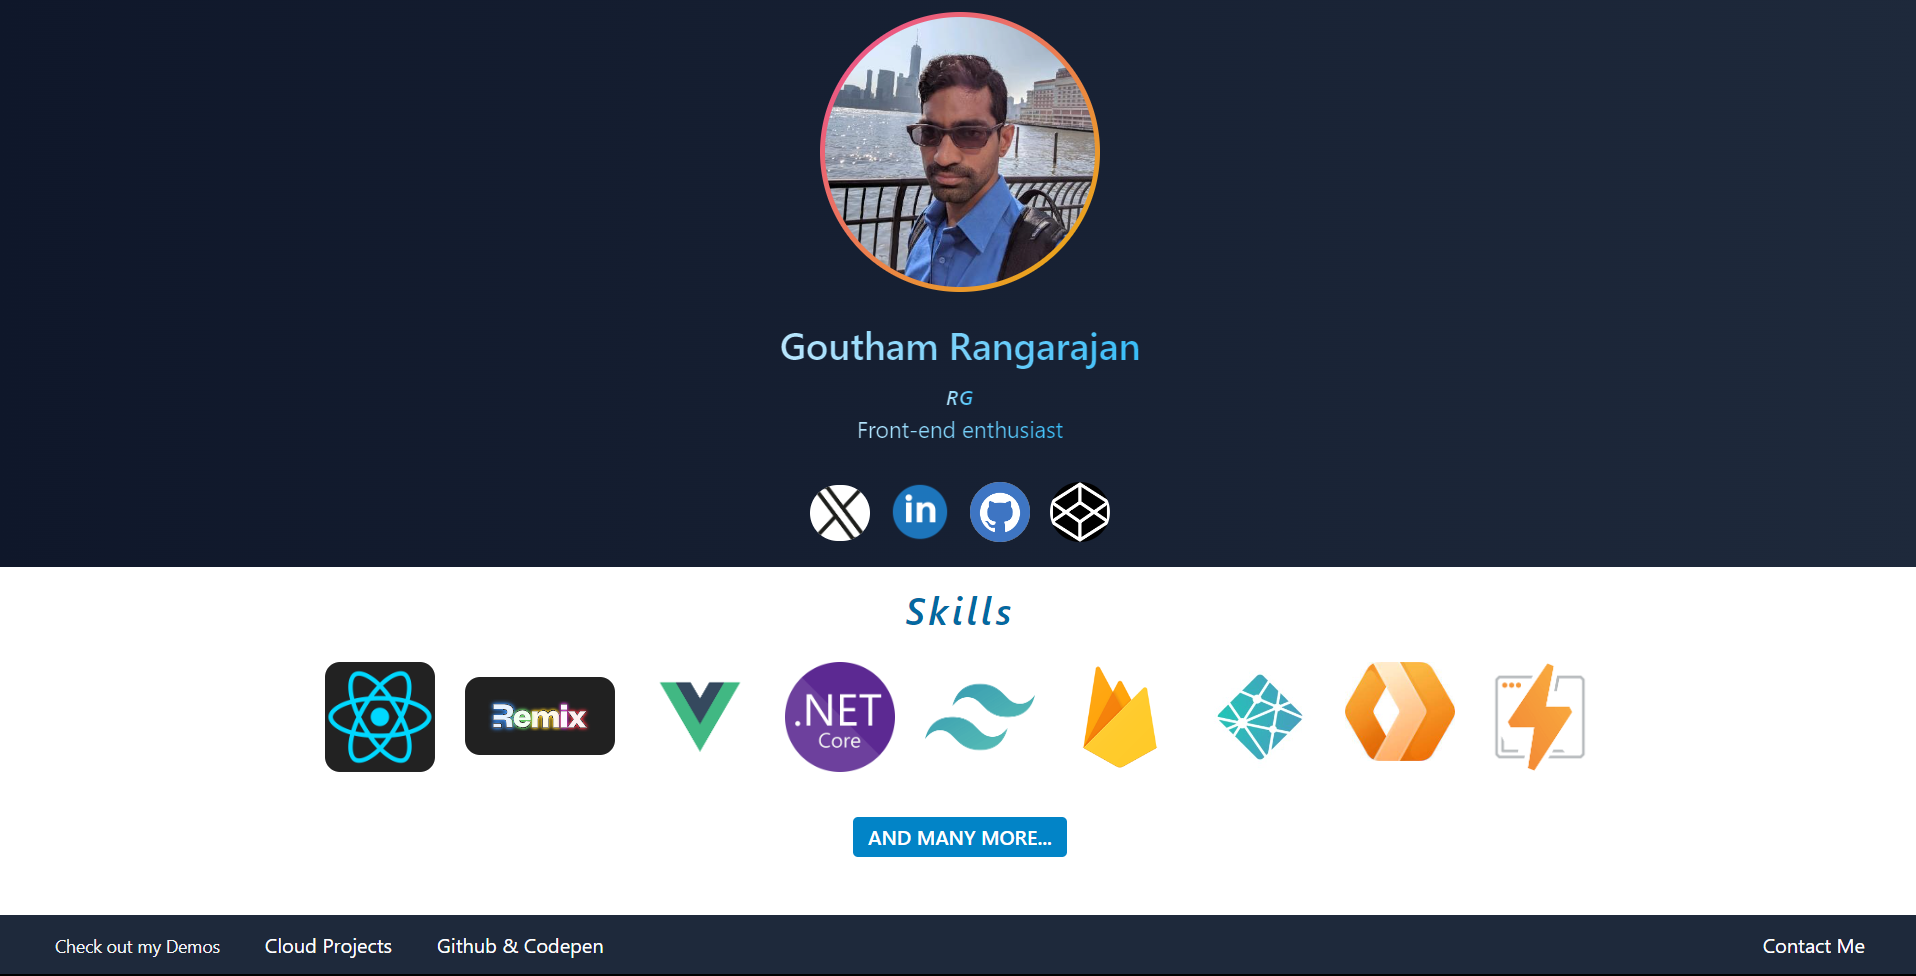 Goutham Rangarajan
RG
Front-end enthusiast
in
Skills
Remix
.NET
Core
AND MANY MORE...
Check out my Demos Cloud Projects Github & Codepen Contact Me